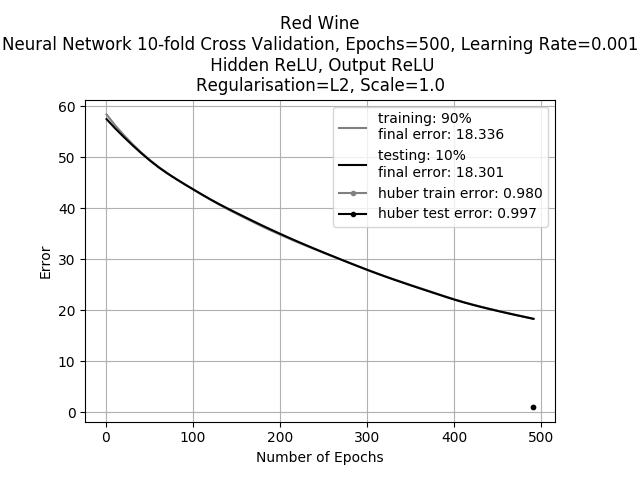 Red Wine
Neural Network 10-fold Cross Validation, Epochs=500, Learning Rate=0.001
Hidden ReLU, Output ReLU
Regularisation=L2, Scale=1.0
60
50
40
30
20
10
0
Error
training: 90%
final error: 18.336
testing: 10%
final error: 18.301
huber train error: 0.980
huber test error: 0.997
0 100 200 300 400 500
Number of Epochs